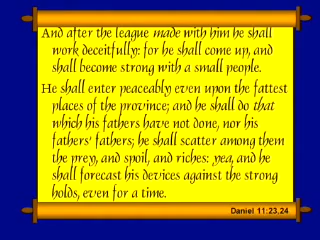 And after the league made with him he shall
work deceitfully: for he shall come up, and
shall become strong with a small people.
He shall enter peaceably even upon the fattest
places of the province; and he shall do that
which his fathers have not done, nor his
fathers' fathers; he shall scatter among them
the prey, and spoil, and riches: yea, and he
shall forecast his devices against the strong
holds, even for a time.
Daniel 11:23,24